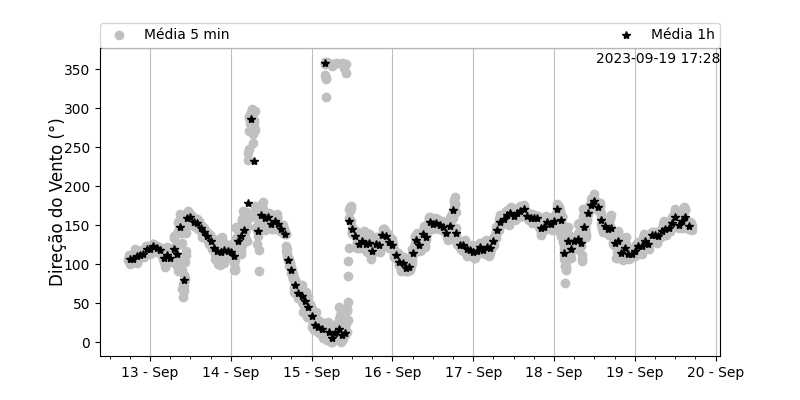 Média 5 min
Média 1h
2023-09-19 17:28
Direção do Vento (°)
350
300
250
200
150
100
50
0
13 - Sep
14 - Sep
15 - Sep
16 - Sep
17 - Sep
18 - Sep
19 - Sep
20 - Sep